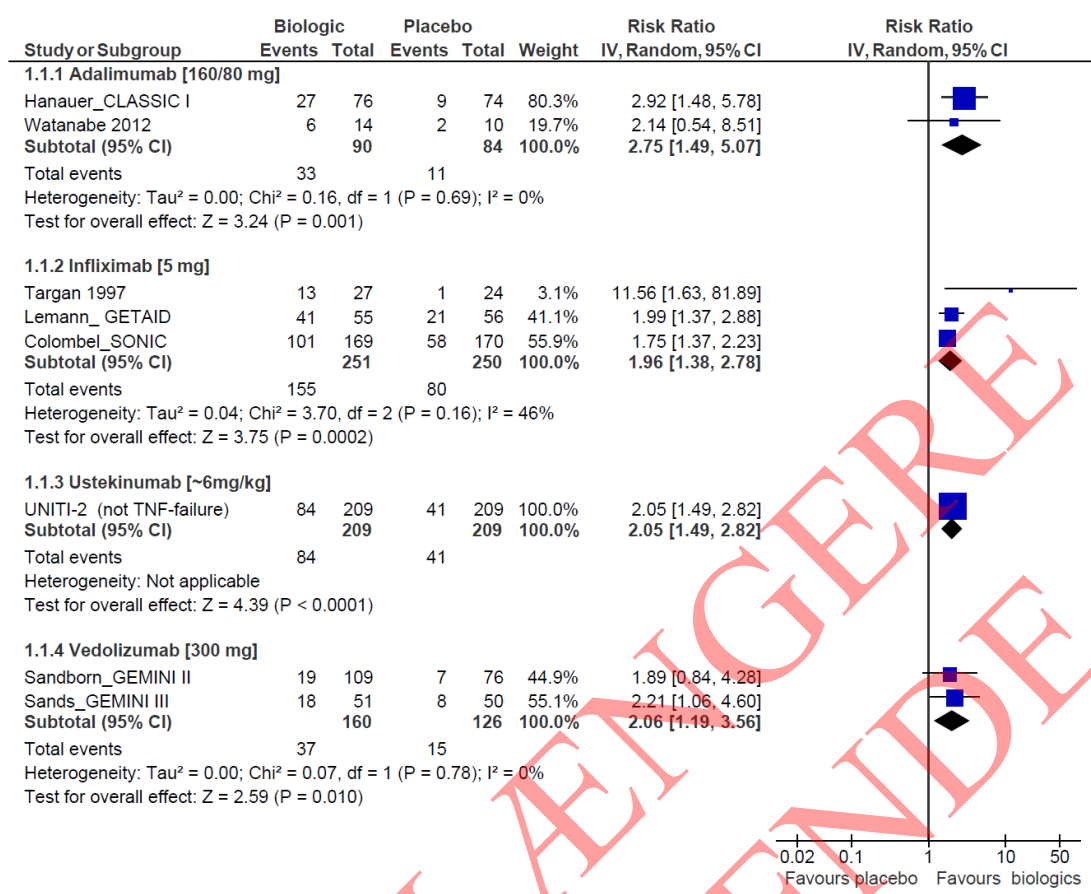 Biologic Placebo Risk Ratio Risk Ratio
Study or Subgroup Events Total Events Total Weight IV, Random, 95% CI IV, Random, 95% CI
1.1.1 Adalimumab [160/80 mg]
Hanauer_CLASSIC I 27 76 9 74 80.3% 2.92 [1.48, 5.78]
Watanabe 2012 6 14 2 10 19.7% 2.14 [0.54, 8.51]
Subtotal (95% CI) 90 84 100.0% 2.75 [1.49, 5.07]
Total events 33 11
Heterogeneity: Tau² = 0.00; Chi² = 0.16, df = 1 (P = 0.69); I² = 0%
Test for overall effect: Z = 3.24 (P = 0.001)
1.1.2 Infliximab [5 mg]
Targan 1997 13 27 1 24 3.1% 11.56 [1.63, 81.89]
Lemann_ GETAID 41 55 21 56 41.1% 1.99 [1.37, 2.88]
Colombel_SONIC 101 169 58 170 55.9% 1.75 [1.37, 2.23]
Subtotal (95% CI) 251 250 100.0% 1.96 [1.38, 2.78]
Total events 155 80
Heterogeneity: Tau² = 0.04; Chi² = 3.70, df = 2 (P = 0.16); I² = 46%
Test for overall effect: Z = 3.75 (P = 0.0002)
1.1.3 Ustekinumab [~6mg/kg]
UNITI-2 (not TNF-failure) 84 209 41 209 100.0% 2.05 [1.49, 2.82]
Subtotal (95% CI) 209 209 100.0% 2.05 [1.49, 2.82]
Total events 84 41
Heterogeneity: Not applicable
Test for overall effect: Z = 4.39 (P < 0.0001)
1.1.4 Vedolizumab [300 mg]
Sandborn_GEMINI II 19 109 7 76 44.9% 1.89 [0.84, 4.28]
Sands_GEMINI III 18 51 8 50 55.1% 2.21 [1.06, 4.60]
Subtotal (95% CI) 160 126 100.0% 2.06 [1.19, 3.56]
Total events 37 15
Heterogeneity: Tau² = 0.00; Chi² = 0.07, df = 1 (P = 0.78); I² = 0%
Test for overall effect: Z = 2.59 (P = 0.010)
0.02 0.1 1 10 50
Favours placebo Favours biologics
ÆNGERE
ENDE